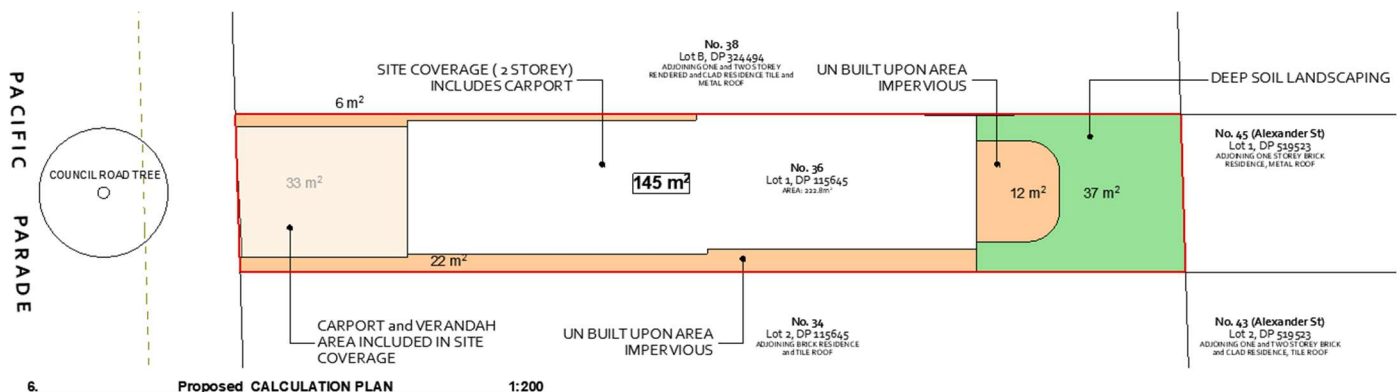 No. 38
Lot B, DP 324494
ADJOINING ONE and TWO STOREY
RENDERED and CLAD RESIDENCE TILE and
METAL ROOF
SITE COVERAGE ( 2 STOREY)
INCLUDES CARPORT
UN BUILT UPON AREA
IMPERVIOUS
DEEP SOIL LANDSCAPING
6 m²
PACIFIC PARADE
COUNCIL ROAD TREE
33 m²
145 m²
No. 36
Lot 1, DP 115645
AREA: 222.8m²
12 m²
37 m²
No. 45 (Alexander St)
Lot 1, DP 519523
ADJOINING ONE STOREY BRICK
RESIDENCE, METAL ROOF
22 m²
CARPORT and VERANDAH
AREA INCLUDED IN SITE
COVERAGE
UN BUILT UPON AREA
IMPERVIOUS
No. 34
Lot 2, DP 115645
ADJOINING BRICK RESIDENCE
and TILE ROOF
No. 43 (Alexander St)
Lot 2, DP 519523
ADJOINING ONE and TWO STOREY BRICK
and CLAD RESIDENCE, TILE ROOF
6. Proposed CALCULATION PLAN 1:200